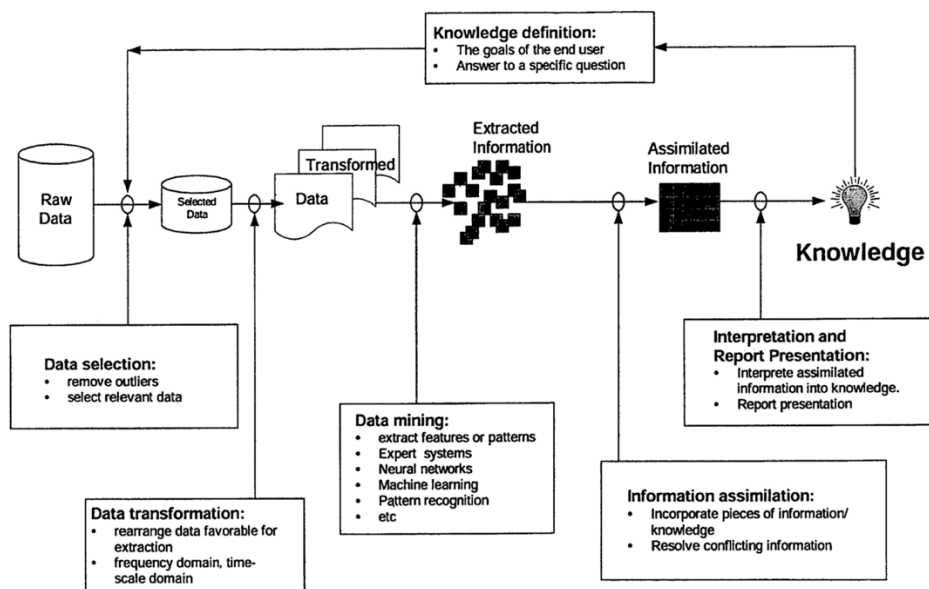 Knowledge definition:
• The goals of the end user
• Answer to a specific question
Raw
Data
Selected
Data
Transformed
Data
Extracted
Information
Assimilated
Information
Knowledge
Data selection:
• remove outliers
• select relevant data
Data transformation:
• rearrange data favorable for
extraction
• frequency domain, time-
scale domain
Data mining:
• extract features or patterns
• Expert systems
• Neural networks
• Machine learning
• Pattern recognition
• etc
Interpretation and
Report Presentation:
• Interprete assimilated
information into knowledge.
• Report presentation
Information assimilation:
• Incorporate pieces of information/
knowledge
• Resolve conflicting information